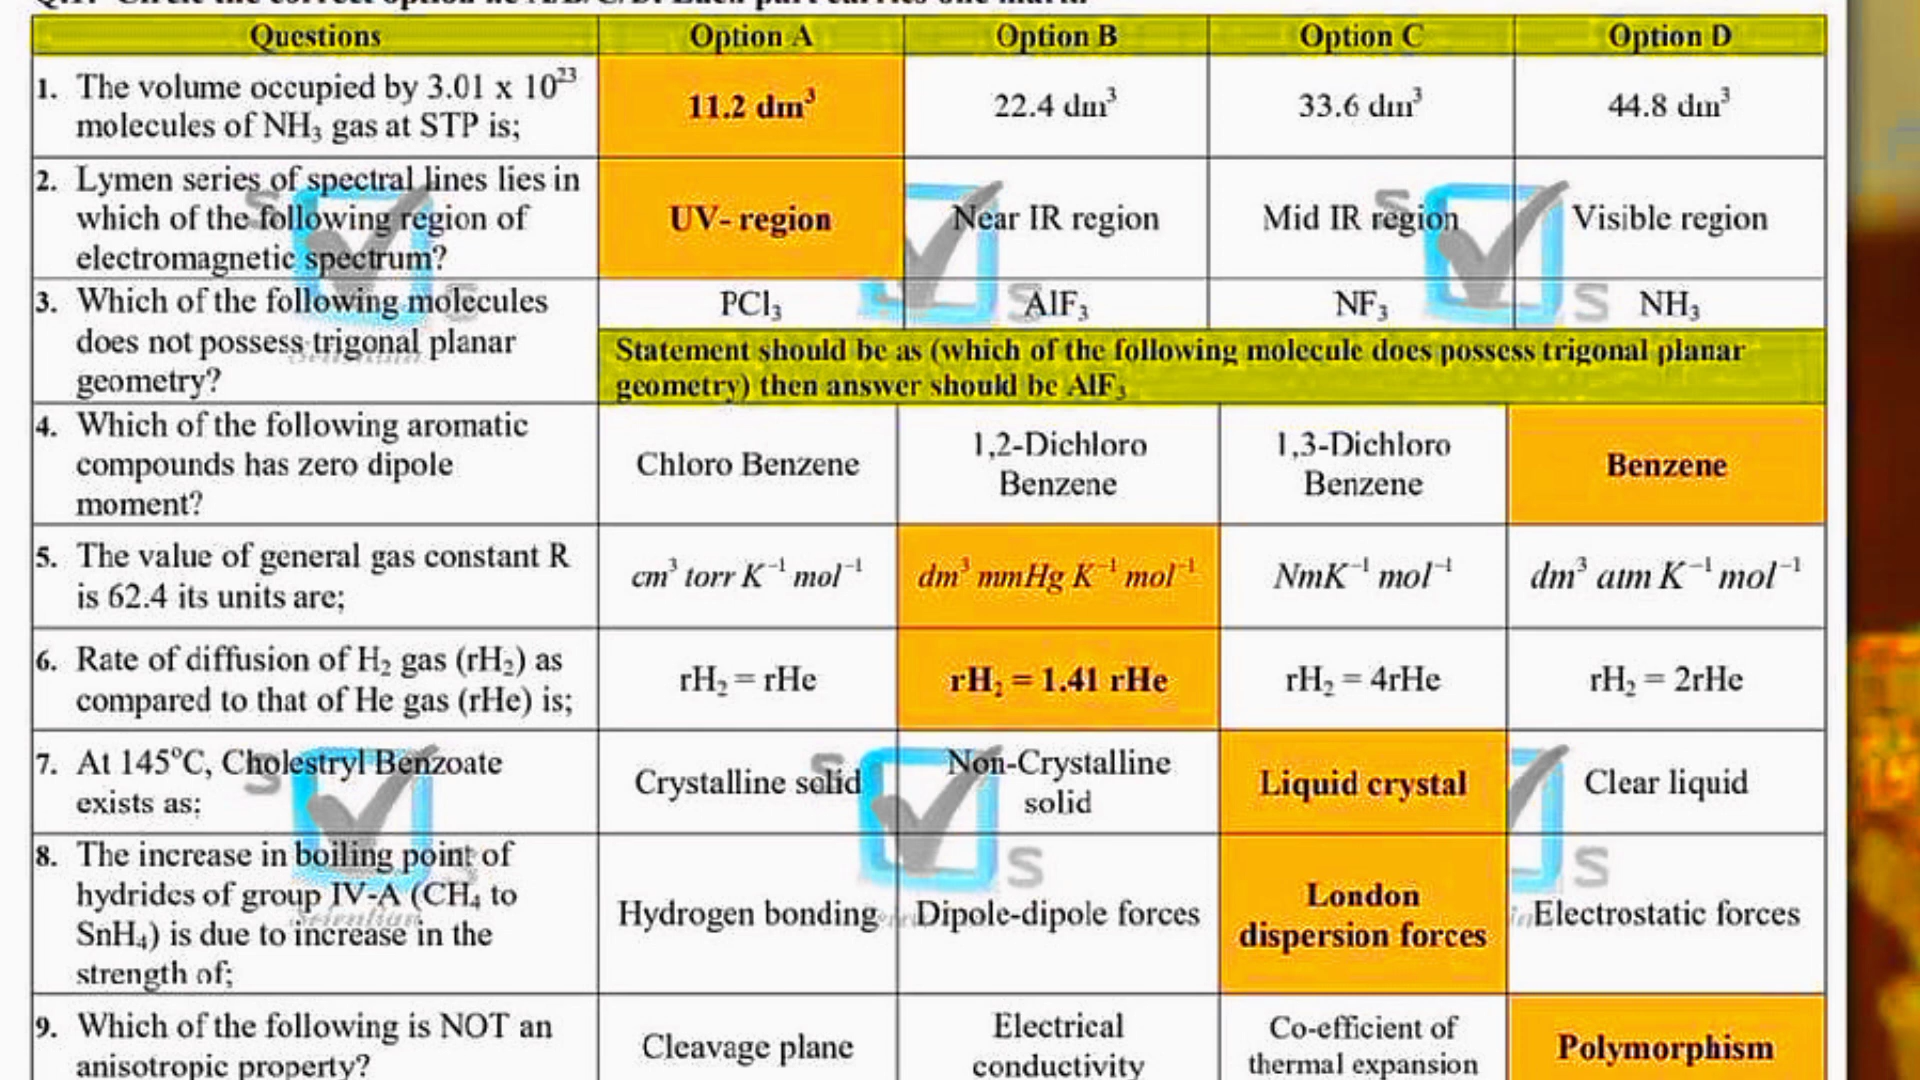 Questions Option A Option B Option C Option D
1. The volume occupied by 3.01 x 10²³
molecules of NH₃ gas at STP is;
11.2 dm³ 22.4 dm³ 33.6 dm³ 44.8 dm³
2. Lymen series of spectral lines lies in
which of the following region of
electromagnetic spectrum?
UV- region Near IR region Mid IR region Visible region
3. Which of the following molecules
does not possess trigonal planar
geometry?
PCl₃ AlF₃ NF₃ NH₃
Statement should be as (which of the following molecule does possess trigonal planar
geometry) then answer should be AlF₃
4. Which of the following aromatic
compounds has zero dipole
moment?
Chloro Benzene
1,2-Dichloro
Benzene
1,3-Dichloro
Benzene
Benzene
5. The value of general gas constant R
is 62.4 its units are;
cm³ torr K⁻¹ mol⁻¹ dm³ mmHg K⁻¹ mol⁻¹ NmK⁻¹ mol⁻¹ dm³ atm K⁻¹ mol⁻¹
6. Rate of diffusion of H₂ gas (rH₂) as
compared to that of He gas (rHe) is;
rH₂ = rHe rH₂ = 1.41 rHe rH₂ = 4rHe rH₂ = 2rHe
7. At 145°C, Cholestryl Benzoate
exists as;
Crystalline solid
Non-Crystalline
solid
Liquid crystal
Clear liquid
8. The increase in boiling point of
hydrides of group IV-A (CH₄ to
SnH₄) is due to increase in the
strength of;
Hydrogen bonding
Dipole-dipole forces
London
dispersion forces
Electrostatic forces
9. Which of the following is NOT an
anisotropic property?
Cleavage plane
Electrical
conductivity
Co-efficient of
thermal expansion
Polymorphism